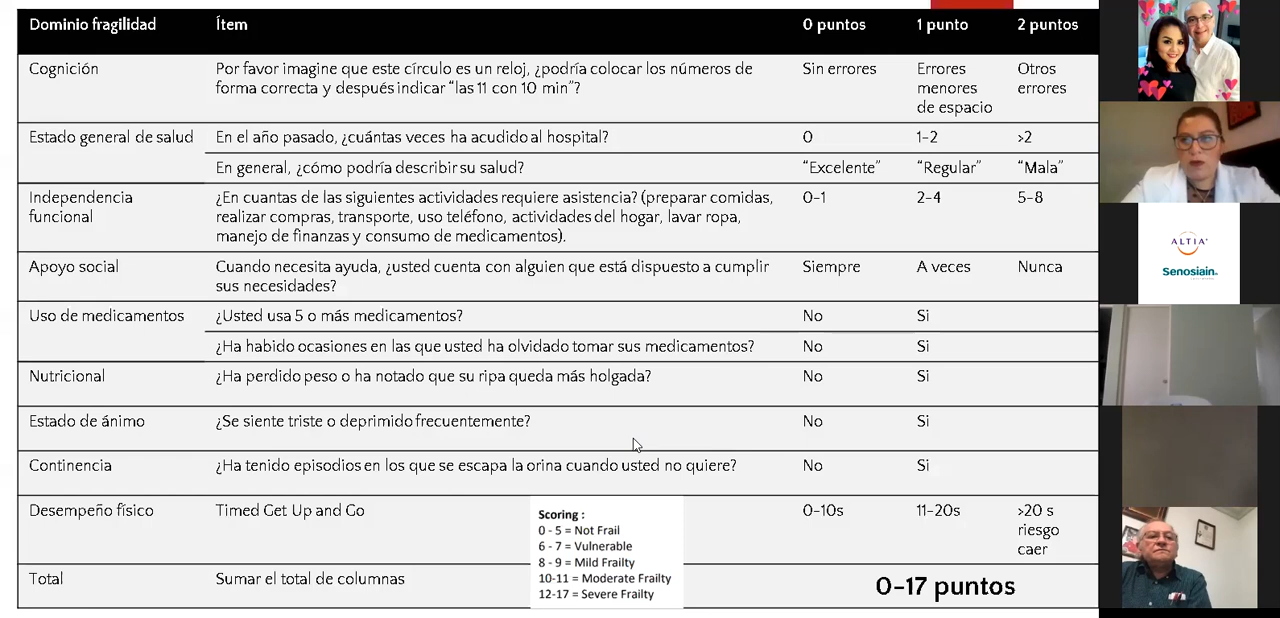 Dominio fragilidad Ítem 0 puntos 1 punto 2 puntos
Cognición Por favor imagine que este círculo es un reloj, ¿podría colocar los números de Sin errores Errores Otros
forma correcta y después indicar “las 11 con 10 min”? menores errores
de espacio
Estado general de salud En el año pasado, ¿cuántas veces ha acudido al hospital? 0 1-2 >2
En general, ¿cómo podría describir su salud? “Excelente” “Regular” “Mala”
Independencia ¿En cuantas de las siguientes actividades requiere asistencia? (preparar comidas, 0-1 2-4 5-8
funcional realizar compras, transporte, uso teléfono, actividades del hogar, lavar ropa,
manejo de finanzas y consumo de medicamentos).
Apoyo social Cuando necesita ayuda, ¿usted cuenta con alguien que está dispuesto a cumplir Siempre A veces Nunca
sus necesidades?
Uso de medicamentos ¿Usted usa 5 o más medicamentos? No Si
¿Ha habido ocasiones en las que usted ha olvidado tomar sus medicamentos? No Si
Nutricional ¿Ha perdido peso o ha notado que su ripa queda más holgada? No Si
Estado de ánimo ¿Se siente triste o deprimido frecuentemente? No Si
Continencia ¿Ha tenido episodios en los que se escapa la orina cuando usted no quiere? No Si
Desempeño físico Timed Get Up and Go 0-10s 11-20s >20 s
riesgo
caer
Scoring :
0 - 5 = Not Frail
6 - 7 = Vulnerable
8 - 9 = Mild Frailty
10-11 = Moderate Frailty
12-17 = Severe Frailty
Total Sumar el total de columnas 0-17 puntos
ALTIA
Senosiain